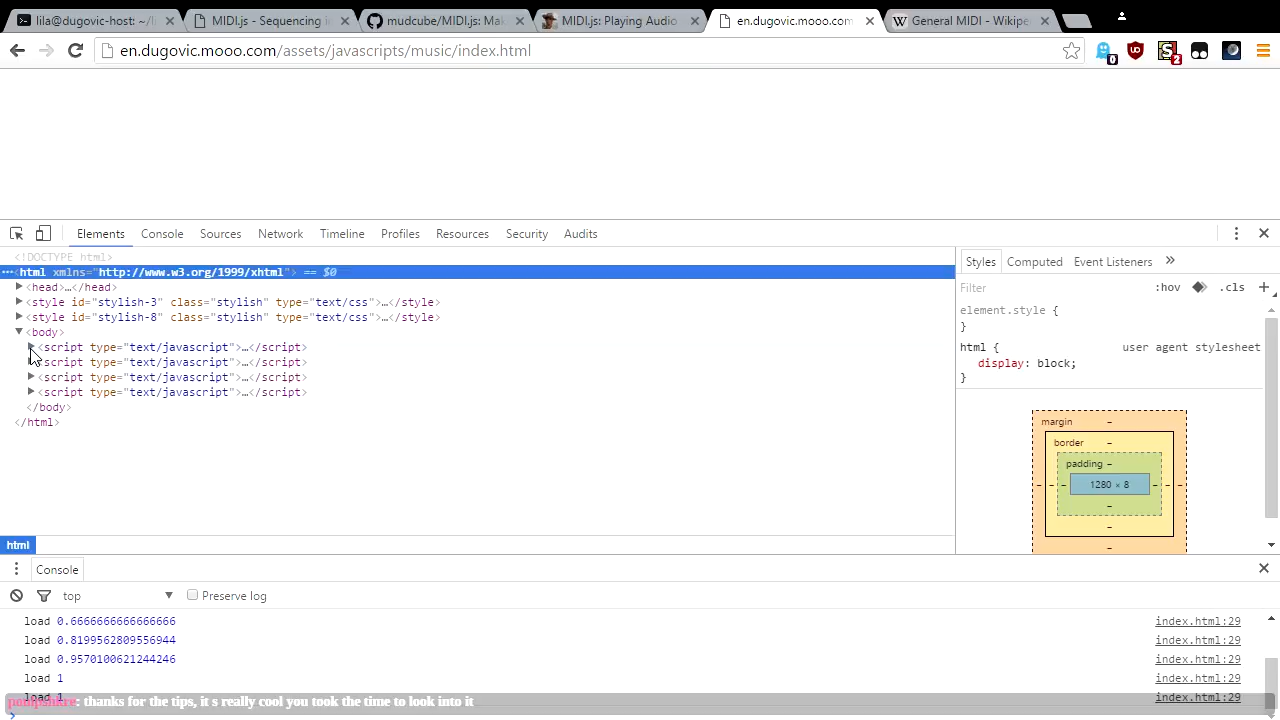 lila@dugovic-host: ~/li
MIDI.js - Sequencing in
mudcube/MIDI.js: Maki
MIDI.js: Playing Audio
en.dugovic.mooo.com/
General MIDI - Wikipe
en.dugovic.mooo.com/assets/javascripts/music/index.html
0
2
Elements Console Sources Network Timeline Profiles Resources Security Audits
<!DOCTYPE html>
<html xmlns="http://www.w3.org/1999/xhtml"> == $0
<head>…</head>
<style id="stylish-3" class="stylish" type="text/css">…</style>
<style id="stylish-8" class="stylish" type="text/css">…</style>
<body>
<script type="text/javascript">…</script>
<script type="text/javascript">…</script>
<script type="text/javascript">…</script>
<script type="text/javascript">…</script>
</body>
</html>
html
Styles Computed Event Listeners »
Filter :hov .cls +
element.style {
}
html { user agent stylesheet
display: block;
}
margin –
border –
padding –
– – – 1280 × 8 – – –
–
–
–
Console
top Preserve log
load 0.6666666666666666 index.html:29
load 0.8199562809556944 index.html:29
load 0.9570100621244246 index.html:29
load 1 index.html:29
load 1 index.html:29
: thanks for the tips, it s really cool you took the time to look into it